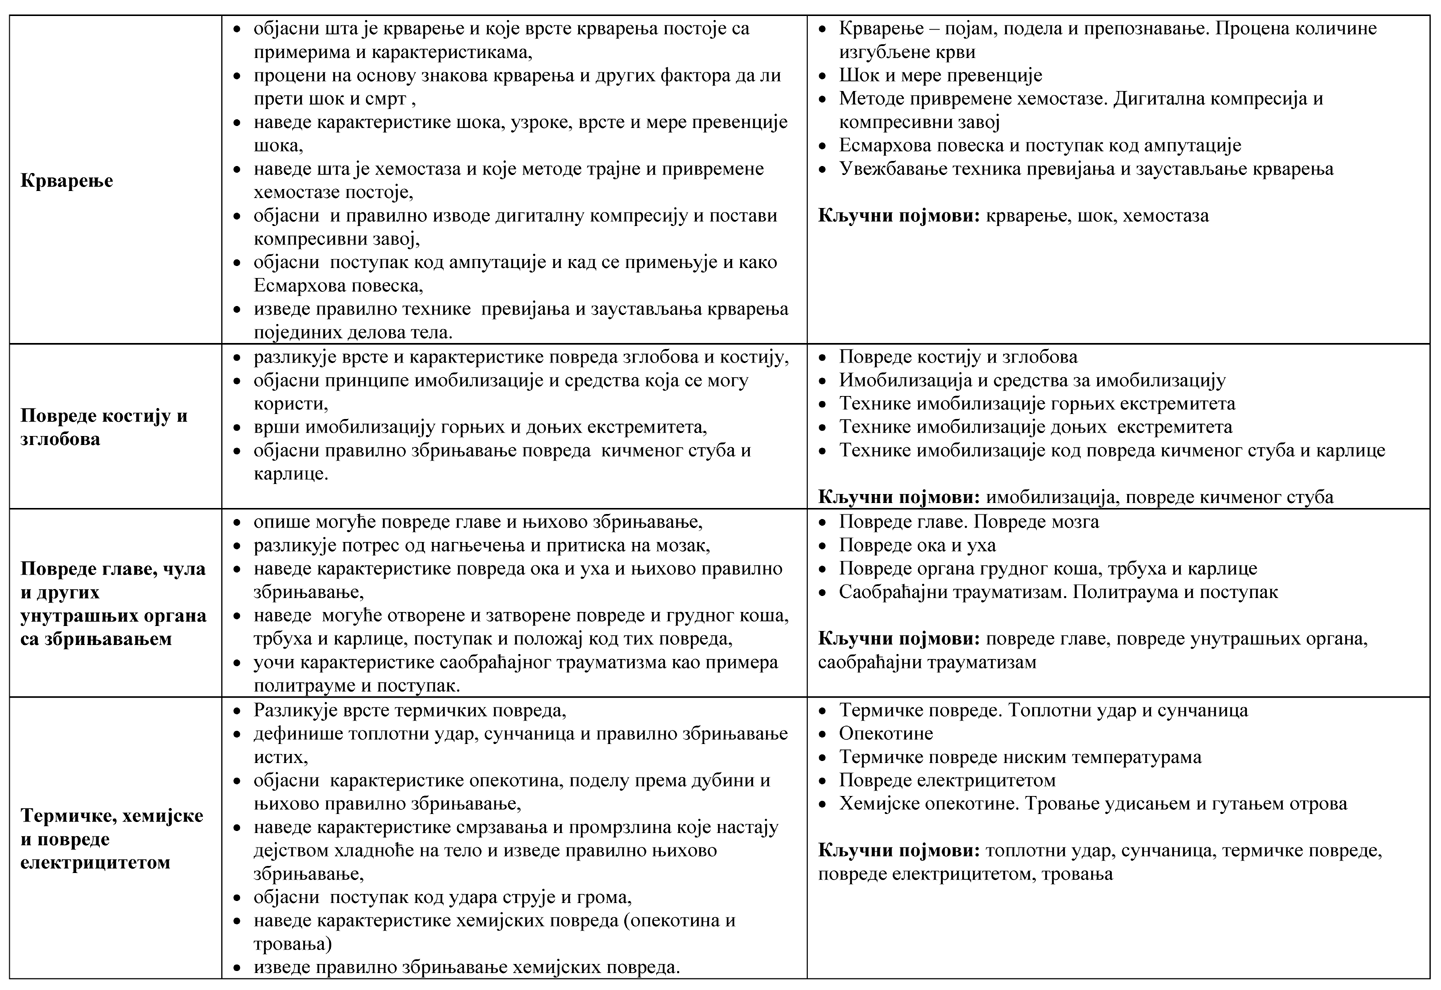 Крварење
• објасни шта је крварење и које врсте крварења постоје са
примерима и карактеристикама,
• процени на основу знакова крварења и других фактора да ли
прети шок и смрт ,
• наведе карактеристике шока, узроке, врсте и мере превенције
шока,
• наведе шта је хемостаза и које методе трајне и привремене
хемостазе постоје,
• објасни  и правилно изводе дигиталну компресију и постави
компресивни завој,
• објасни  поступак код ампутације и кад се примењује и како
Есмархова повеска,
• изведе правилно технике  превијања и заустављања крварења
појединих делова тела.
• Крварење – појам, подела и препознавање. Процена количине
изгубљене крви
• Шок и мере превенције
• Методе привремене хемостазе. Дигитална компресија и
компресивни завој
• Есмархова повеска и поступак код ампутације
• Увежбавање техника превијања и заустављање крварења
Кључни појмови: крварење, шок, хемостаза
Повреде костију и
зглобова
• разликује врсте и карактеристике повреда зглобова и костију,
• објасни принципе имобилизације и средства која се могу
користи,
• врши имобилизацију горњих и доњих екстремитета,
• објасни правилно збрињавање повреда  кичменог стуба и
карлице.
• Повреде костију и зглобова
• Имобилизација и средства за имобилизацију
• Технике имобилизације горњих екстремитета
• Технике имобилизације доњих  екстремитета
• Технике имобилизације код повреда кичменог стуба и карлице
Кључни појмови: имобилизација, повреде кичменог стуба
Повреде главе, чула
и других
унутрашњих органа
са збрињавањем
• опише могуће повреде главе и њихово збрињавање,
• разликује потрес од нагњечења и притиска на мозак,
• наведе карактеристике повреда ока и уха и њихово правилно
збрињавање,
• наведе  могуће отворене и затворене повреде и грудног коша,
трбуха и карлице, поступак и положај код тих повреда,
• уочи карактеристике саобраћајног трауматизма као примера
политрауме и поступак.
• Повреде главе. Повреде мозга
• Повреде ока и уха
• Повреде органа грудног коша, трбуха и карлице
• Саобраћајни трауматизам. Политраума и поступак
Кључни појмови: повреде главе, повреде унутрашњих органа,
саобраћајни трауматизам
Термичке, хемијске
и повреде
електрицитетом
• Разликује врсте термичких повреда,
• дефинише топлотни удар, сунчаница и правилно збрињавање
истих,
• објасни  карактеристике опекотина, поделу према дубини и
њихово правилно збрињавање,
• наведе карактеристике смрзавања и промрзлина које настају
дејством хладноће на тело и изведе правилно њихово
збрињавање,
• објасни  поступак код удара струје и грома,
• наведе карактеристике хемијских повреда (опекотина и
тровања)
• изведе правилно збрињавање хемијских повреда.
• Термичке повреде. Топлотни удар и сунчаница
• Опекотине
• Термичке повреде ниским температурама
• Повреде електрицитетом
• Хемијске опекотине. Тровање удисањем и гутањем отрова
Кључни појмови: топлотни удар, сунчаница, термичке повреде,
повреде електрицитетом, тровања